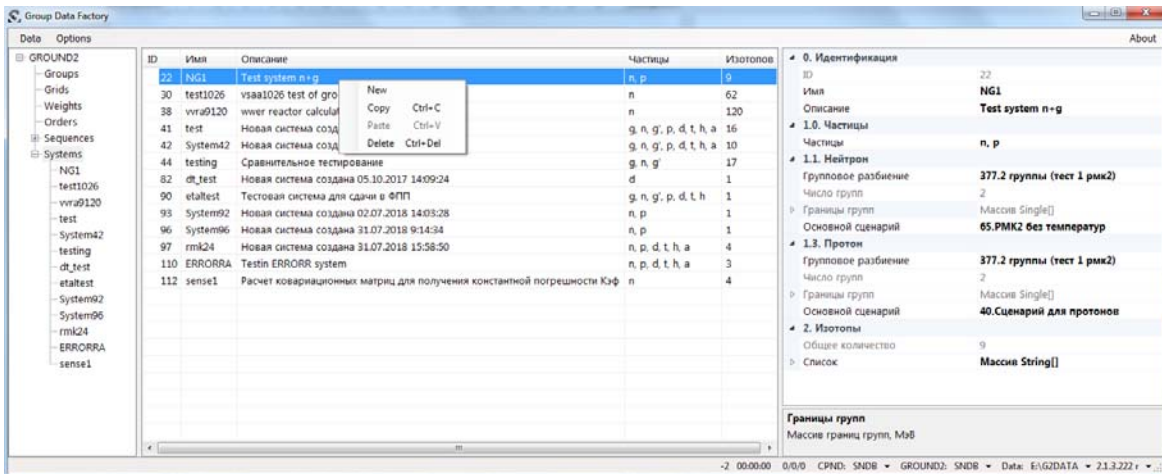 Group Data Factory
Data Options About
GROUND2
Groups
Grids
Weights
Orders
Sequences
Systems
NG1
test1026
vvra9120
test
System42
testing
dt_test
etaltest
System92
System96
rmk24
ERRORRA
sense1
ID Имя Описание Частицы Изотопов
22 NG1 Test system n+g n, p 9
30 test1026 vsaa1026 test of gro n 62
38 vvra9120 wwer reactor calculat n 120
41 test Новая система созд g, n, g', p, d, t, h, a 16
42 System42 Новая система созд g, n, g', p, d, t, h, a 10
44 testing Сравнительное тестирование g, n, g' 17
82 dt_test Новая система создана 05.10.2017 14:09:24 d 1
90 etaltest Тестовая система для сдачи в ФПП g, n, g', p, d, t, h 1
93 System92 Новая система создана 02.07.2018 14:03:28 n, p 1
96 System96 Новая система создана 31.07.2018 9:14:34 n, p 1
97 rmk24 Новая система создана 31.07.2018 15:58:50 n, p, d, t, h, a 4
110 ERRORRA Testin ERRORR system n, p, d, t, h, a 3
112 sense1 Расчет ковариационных матриц для получения константной погрешности Кэф n 4
New
Copy Ctrl+C
Paste Ctrl+V
Delete Ctrl+Del
0. Идентификация
ID 22
Имя NG1
Описание Test system n+g
1.0. Частицы
Частицы n, p
1.1. Нейтрон
Групповое разбиение 377.2 группы (тест 1 рмк2)
Число групп 2
Границы групп Массив Single[]
Основной сценарий 65.РМК2 без температур
1.3. Протон
Групповое разбиение 377.2 группы (тест 1 рмк2)
Число групп 2
Границы групп Массив Single[]
Основной сценарий 40.Сценарий для протонов
2. Изотопы
Общее количество 9
Список Массив String[]
Границы групп
Массив границ групп, МэВ
-2 00:00:00 0/0/0 CPND: SNDB GROUND2: SNDB Data: E:\G2DATA 2.1.3.222 r